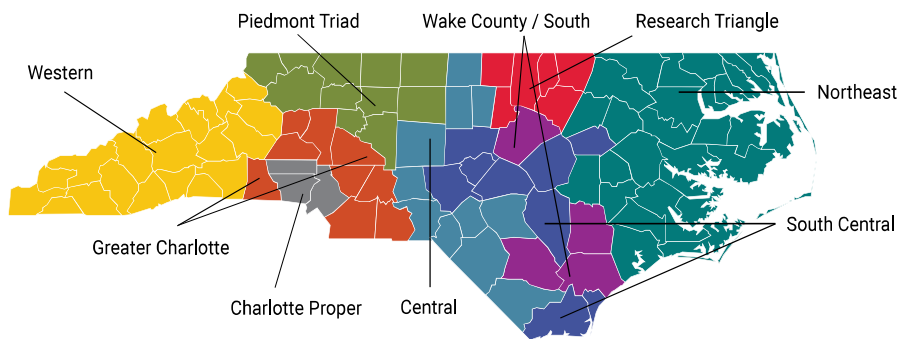 Piedmont Triad
Wake County / South
Research Triangle
Western
Northeast
Greater Charlotte
South Central
Charlotte Proper
Central